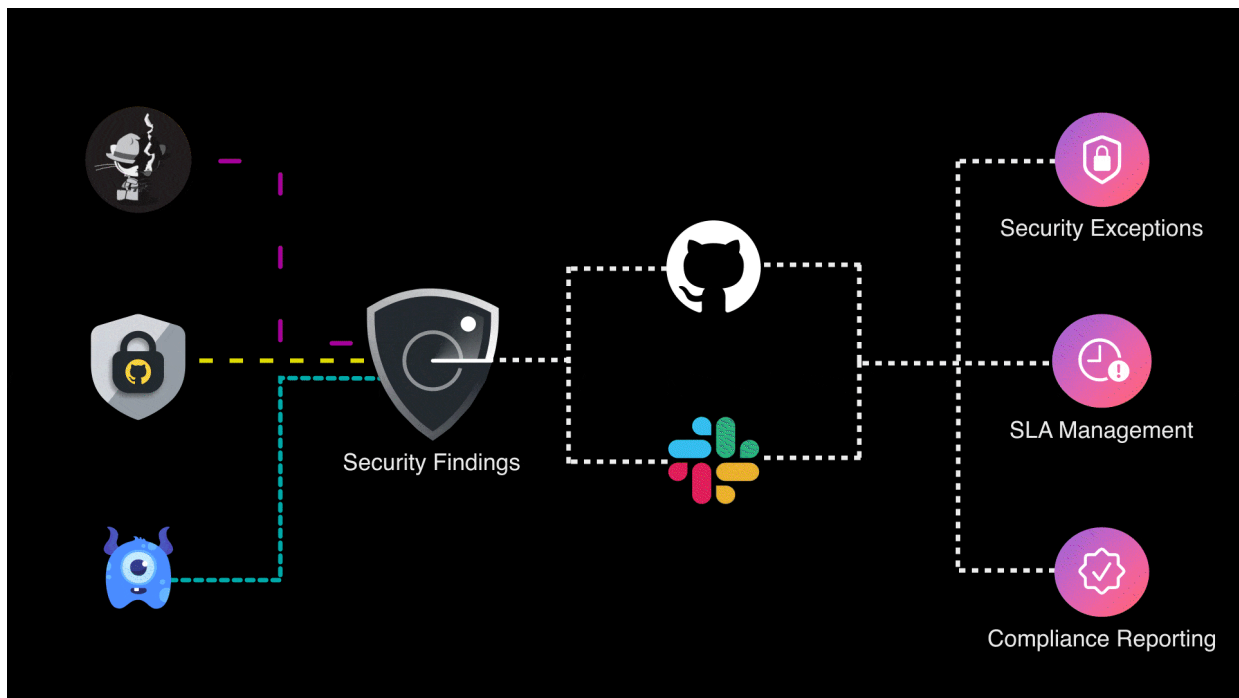 Security Exceptions
Security Findings
SLA Management
Compliance Reporting